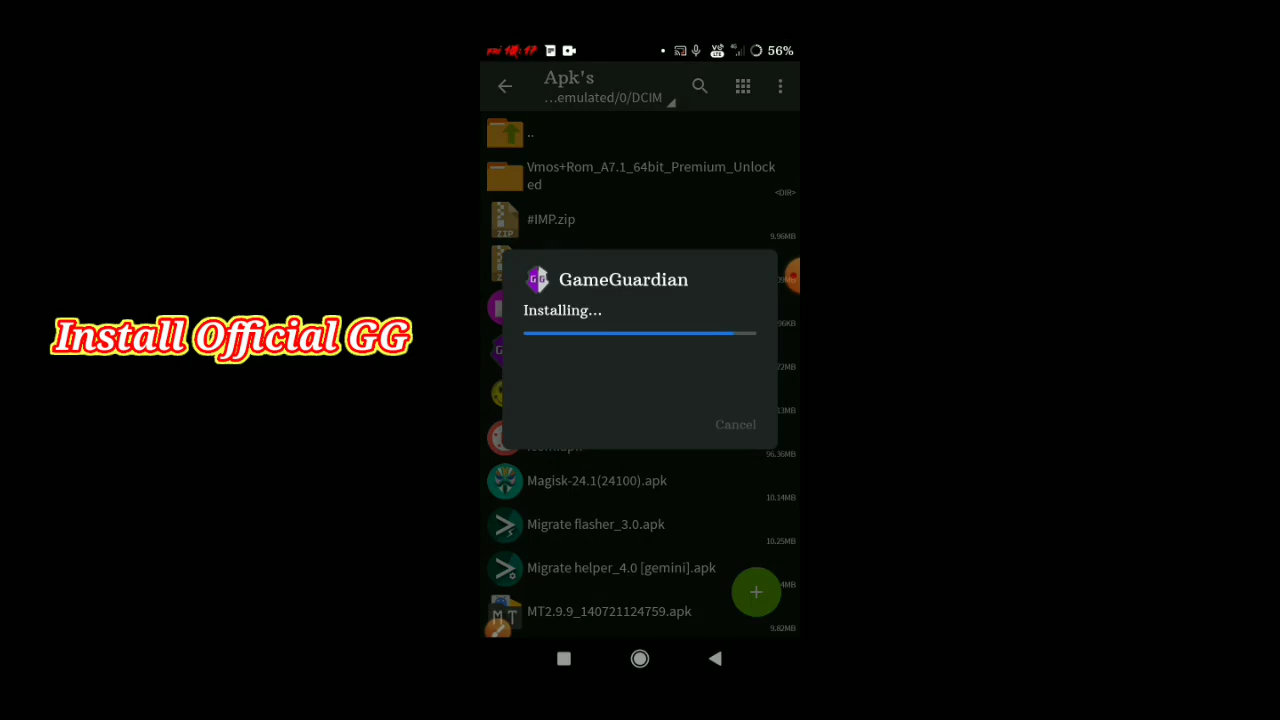 56%
Apk's
...emulated/0/DCIM
..
Vmos+Rom_A7.1_64bit_Premium_Unlock
ed
<DIR>
#IMP.zip
ZIP
9.96MB
GameGuardian
Installing...
Install Official GG
Cancel
96.36MB
Magisk-24.1(24100).apk
10.14MB
Migrate flasher_3.0.apk
10.25MB
Migrate helper_4.0 [gemini].apk
MT2.9.9_140721124759.apk
MT
9.82MB